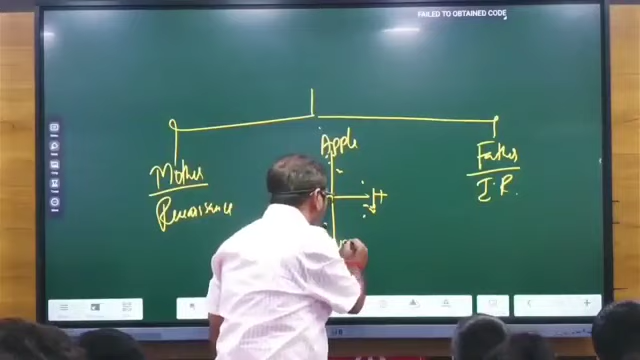 FAILED TO OBTAINED CODE
Apple
Mother
Renaissance
Father
I.R.